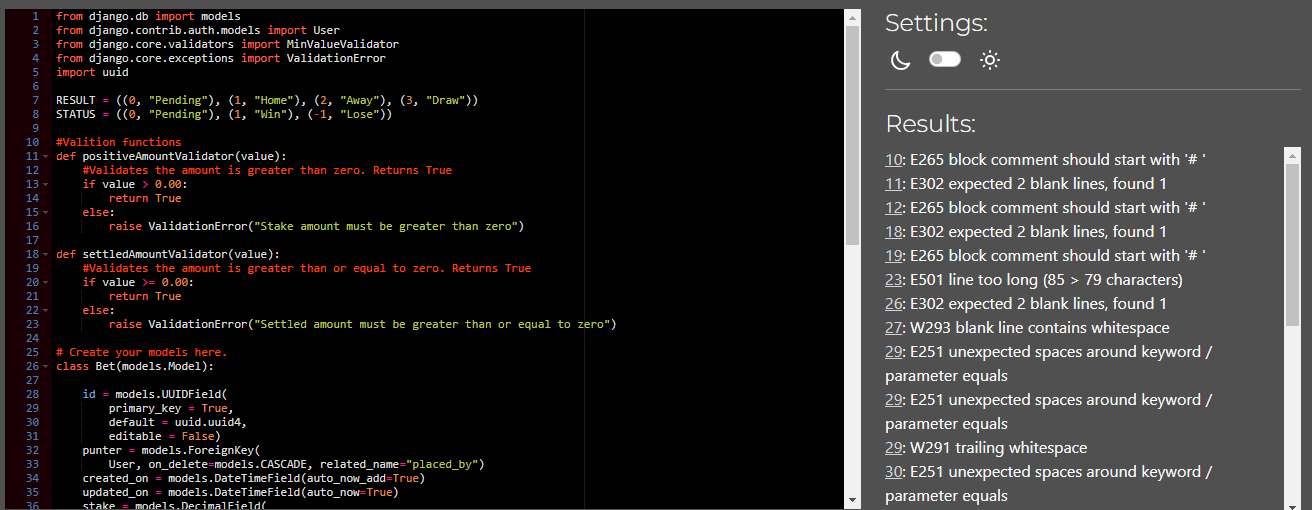 1 from django.db import models
2 from django.contrib.auth.models import User
3 from django.core.validators import MinValueValidator
4 from django.core.exceptions import ValidationError
5 import uuid
6
7 RESULT = ((0, "Pending"), (1, "Home"), (2, "Away"), (3, "Draw"))
8 STATUS = ((0, "Pending"), (1, "Win"), (-1, "Lose"))
9
10 #Valition functions
11 def positiveAmountValidator(value):
12     #Validates the amount is greater than zero. Returns True
13     if value > 0.00:
14         return True
15     else:
16         raise ValidationError("Stake amount must be greater than zero")
17
18 def settledAmountValidator(value):
19     #Validates the amount is greater than or equal to zero. Returns True
20     if value >= 0.00:
21         return True
22     else:
23         raise ValidationError("Settled amount must be greater than or equal to zero")
24
25 # Create your models here.
26 class Bet(models.Model):
27
28     id = models.UUIDField(
29         primary_key = True,
30         default = uuid.uuid4,
31         editable = False)
32     punter = models.ForeignKey(
33         User, on_delete=models.CASCADE, related_name="placed_by")
34     created_on = models.DateTimeField(auto_now_add=True)
35     updated_on = models.DateTimeField(auto_now=True)
36     stake = models.DecimalField(
Settings:
Results:
10: E265 block comment should start with '# '
11: E302 expected 2 blank lines, found 1
12: E265 block comment should start with '# '
18: E302 expected 2 blank lines, found 1
19: E265 block comment should start with '# '
23: E501 line too long (85 > 79 characters)
26: E302 expected 2 blank lines, found 1
27: W293 blank line contains whitespace
29: E251 unexpected spaces around keyword /
parameter equals
29: E251 unexpected spaces around keyword /
parameter equals
29: W291 trailing whitespace
30: E251 unexpected spaces around keyword /
parameter equals